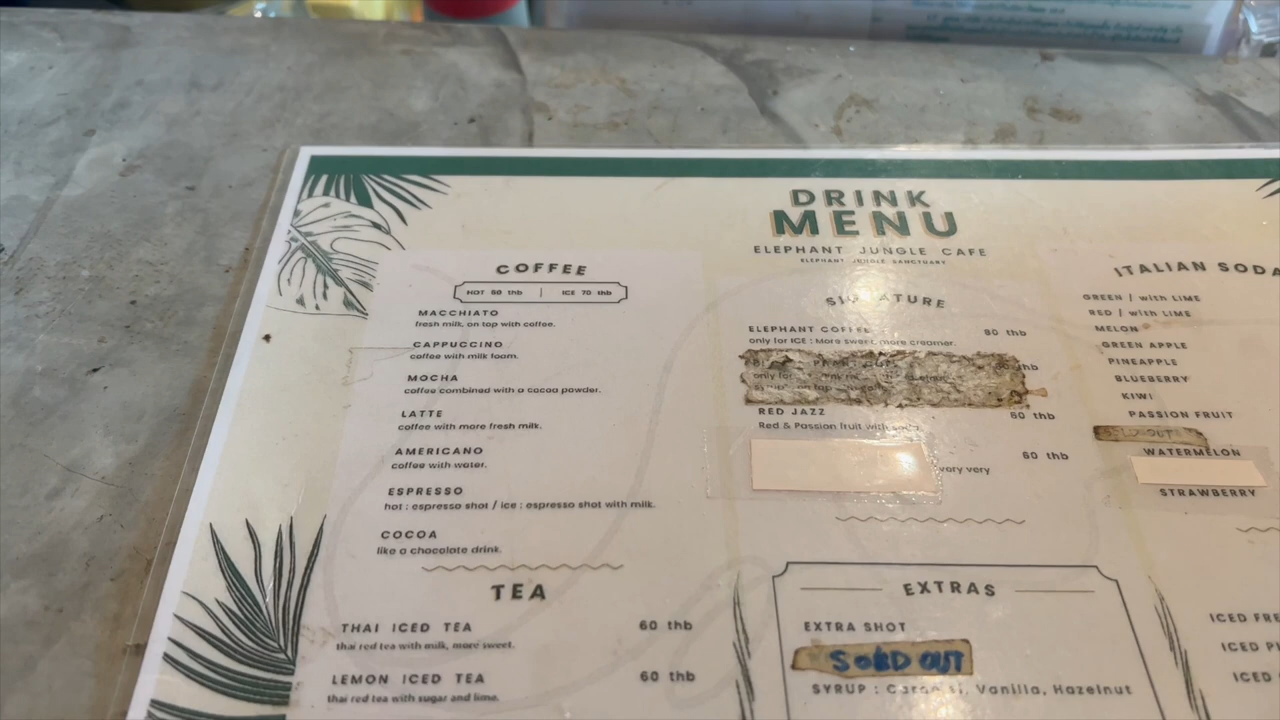 DRINK
MENU
ELEPHANT JUNGLE CAFE
ELEPHANT JUNGLE SANCTUARY
COFFEE
HOT 60 thb | ICE 70 thb
MACCHIATO
fresh milk, on top with coffee.
CAPPUCCINO
coffee with milk foam.
MOCHA
coffee combined with a cocoa powder.
LATTE
coffee with more fresh milk.
AMERICANO
coffee with water.
ESPRESSO
hot : espresso shot / ice : espresso shot with milk.
COCOA
like a chocolate drink.
TEA
THAI ICED TEA 60 thb
thai red tea with milk, more sweet.
LEMON ICED TEA 60 thb
thai red tea with sugar and lime.
SIGNATURE
ELEPHANT COFFEE 80 thb
only for ICE : More sweet, more creamer.
only for
thb
syrup on top
RED JAZZ 60 thb
Red & Passion fruit with soda
60 thb
very very
EXTRAS
EXTRA SHOT
SOLD OUT
SYRUP : Caramel, Vanilla, Hazelnut
ITALIAN SODA
GREEN / with LIME
RED / with LIME
MELON
GREEN APPLE
PINEAPPLE
BLUEBERRY
KIWI
PASSION FRUIT
SOLD OUT
WATERMELON
STRAWBERRY
ICED FRE
ICED P
ICED